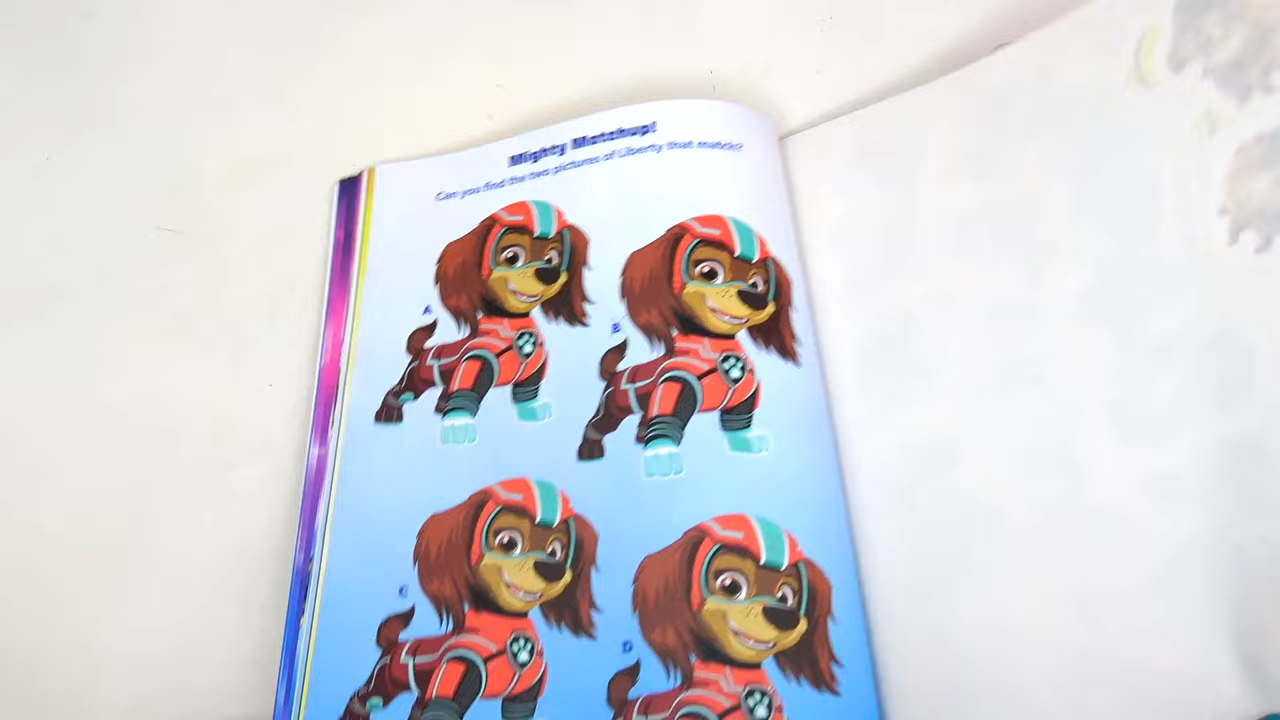 Mighty Matchup!
Can you find the two pictures of Liberty that match?
A
B
C
D